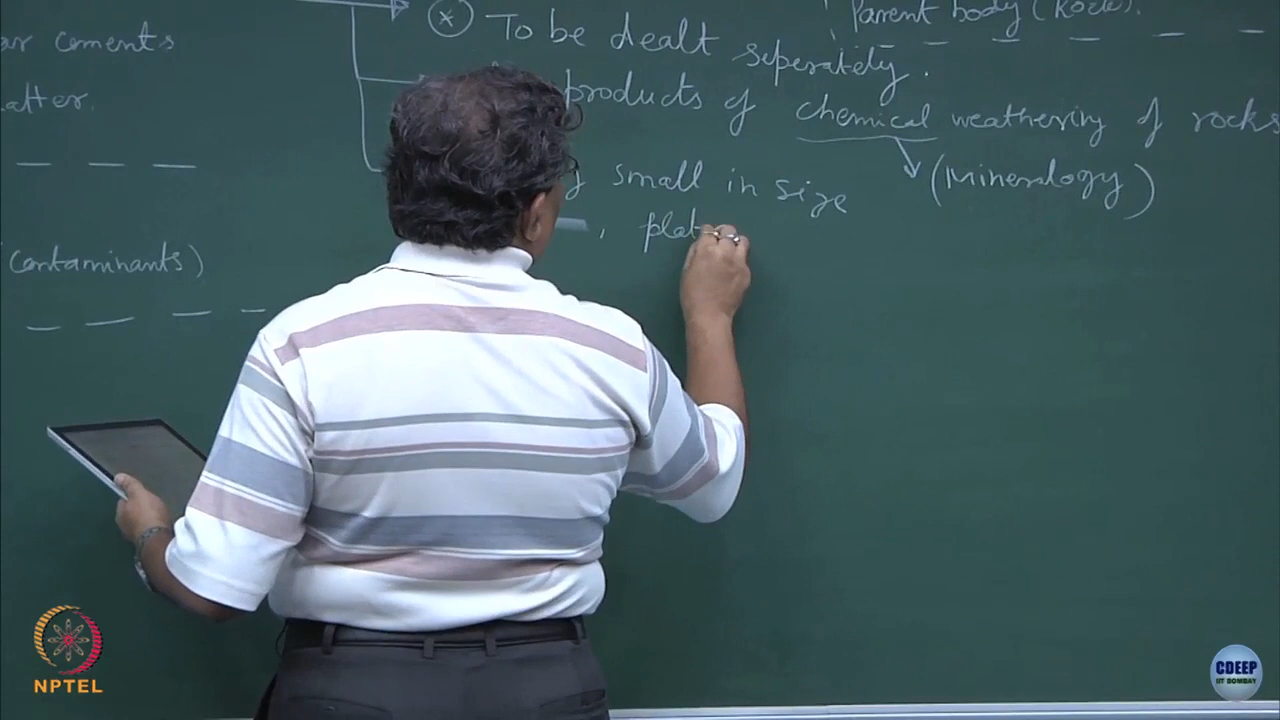 Parent body (Rock).
ar cements
To be dealt seperately.
atter.
products of chemical weathering of rocks
small in size
(Minerology)
, plat
(contaminants)
NPTEL
CDEEP
IIT BOMBAY